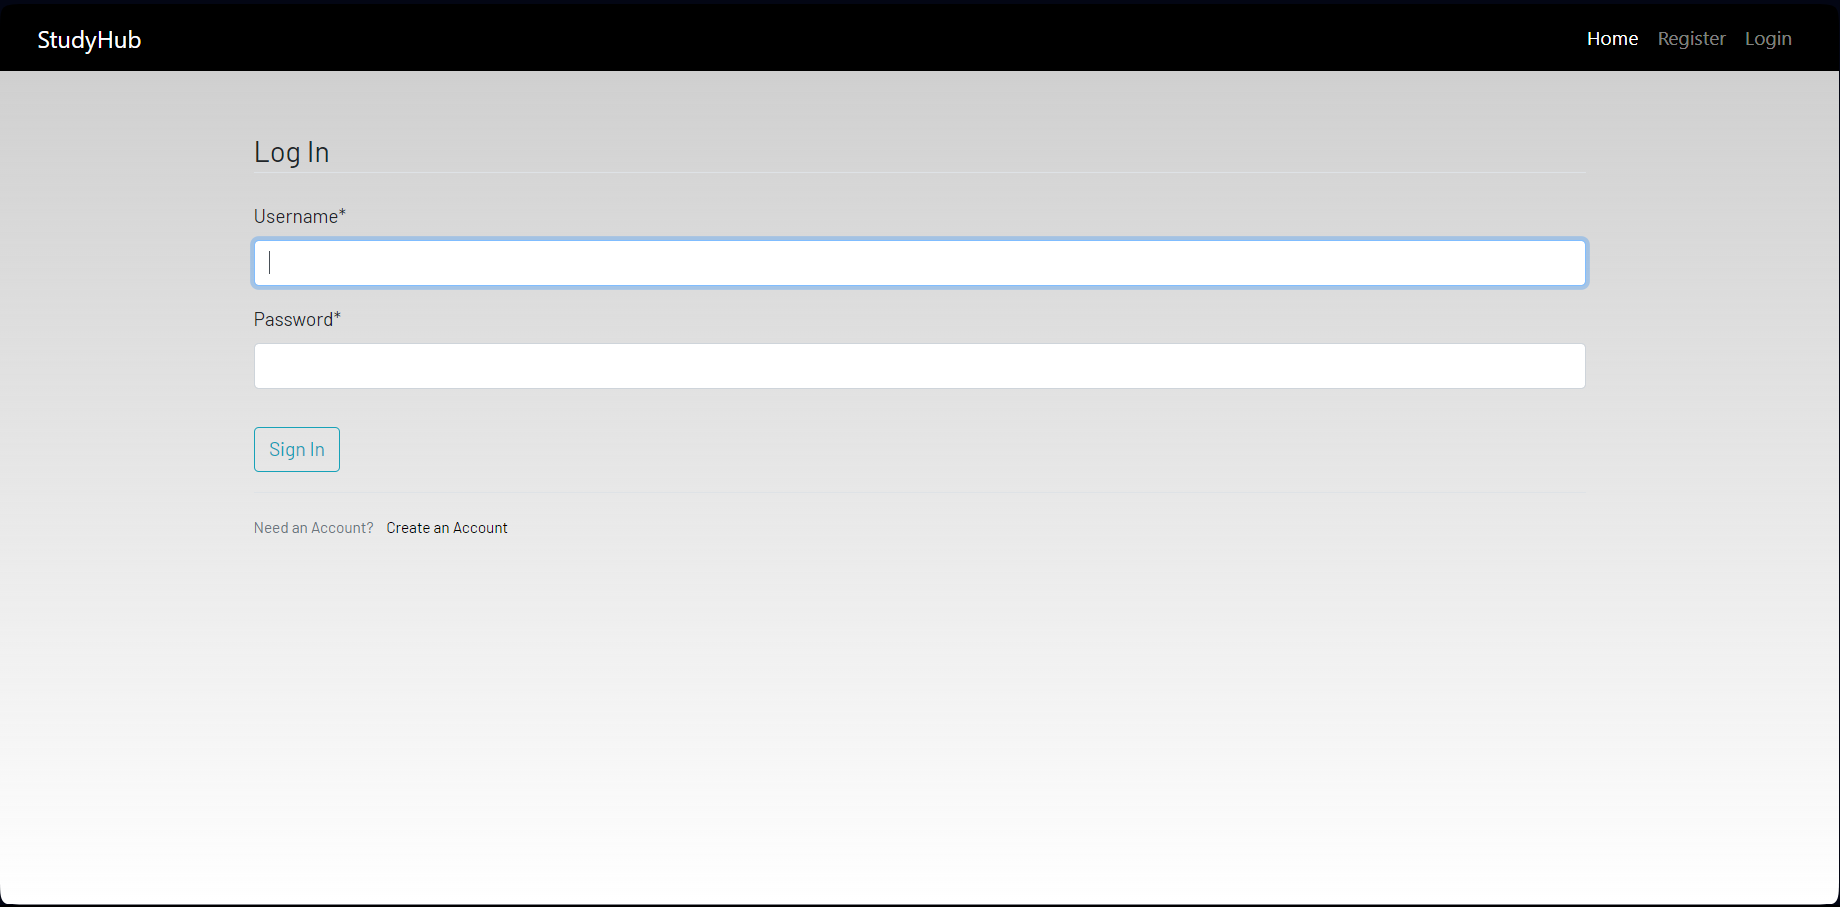 StudyHub Home Register Login
Log In
Username*
Password*
Sign In
Need an Account? Create an Account